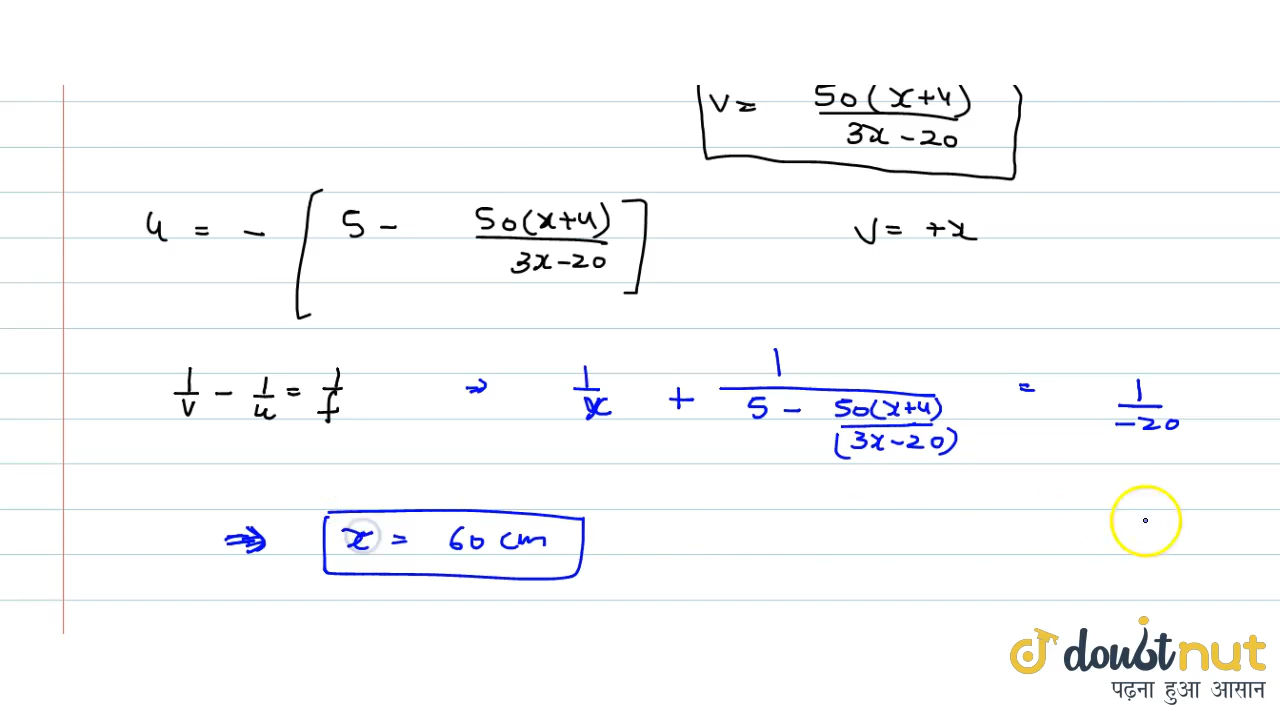 v = 50(x+4)/3x-20
u = - [5 - 50(x+4)/3x-20] v = +x
1/v - 1/u = 1/f ⇒ 1/x + 1/(5 - 50(x+4)/(3x-20)) = 1/-20
⇒ x = 60 cm
doubtnut
पढ़ना हुआ आसान